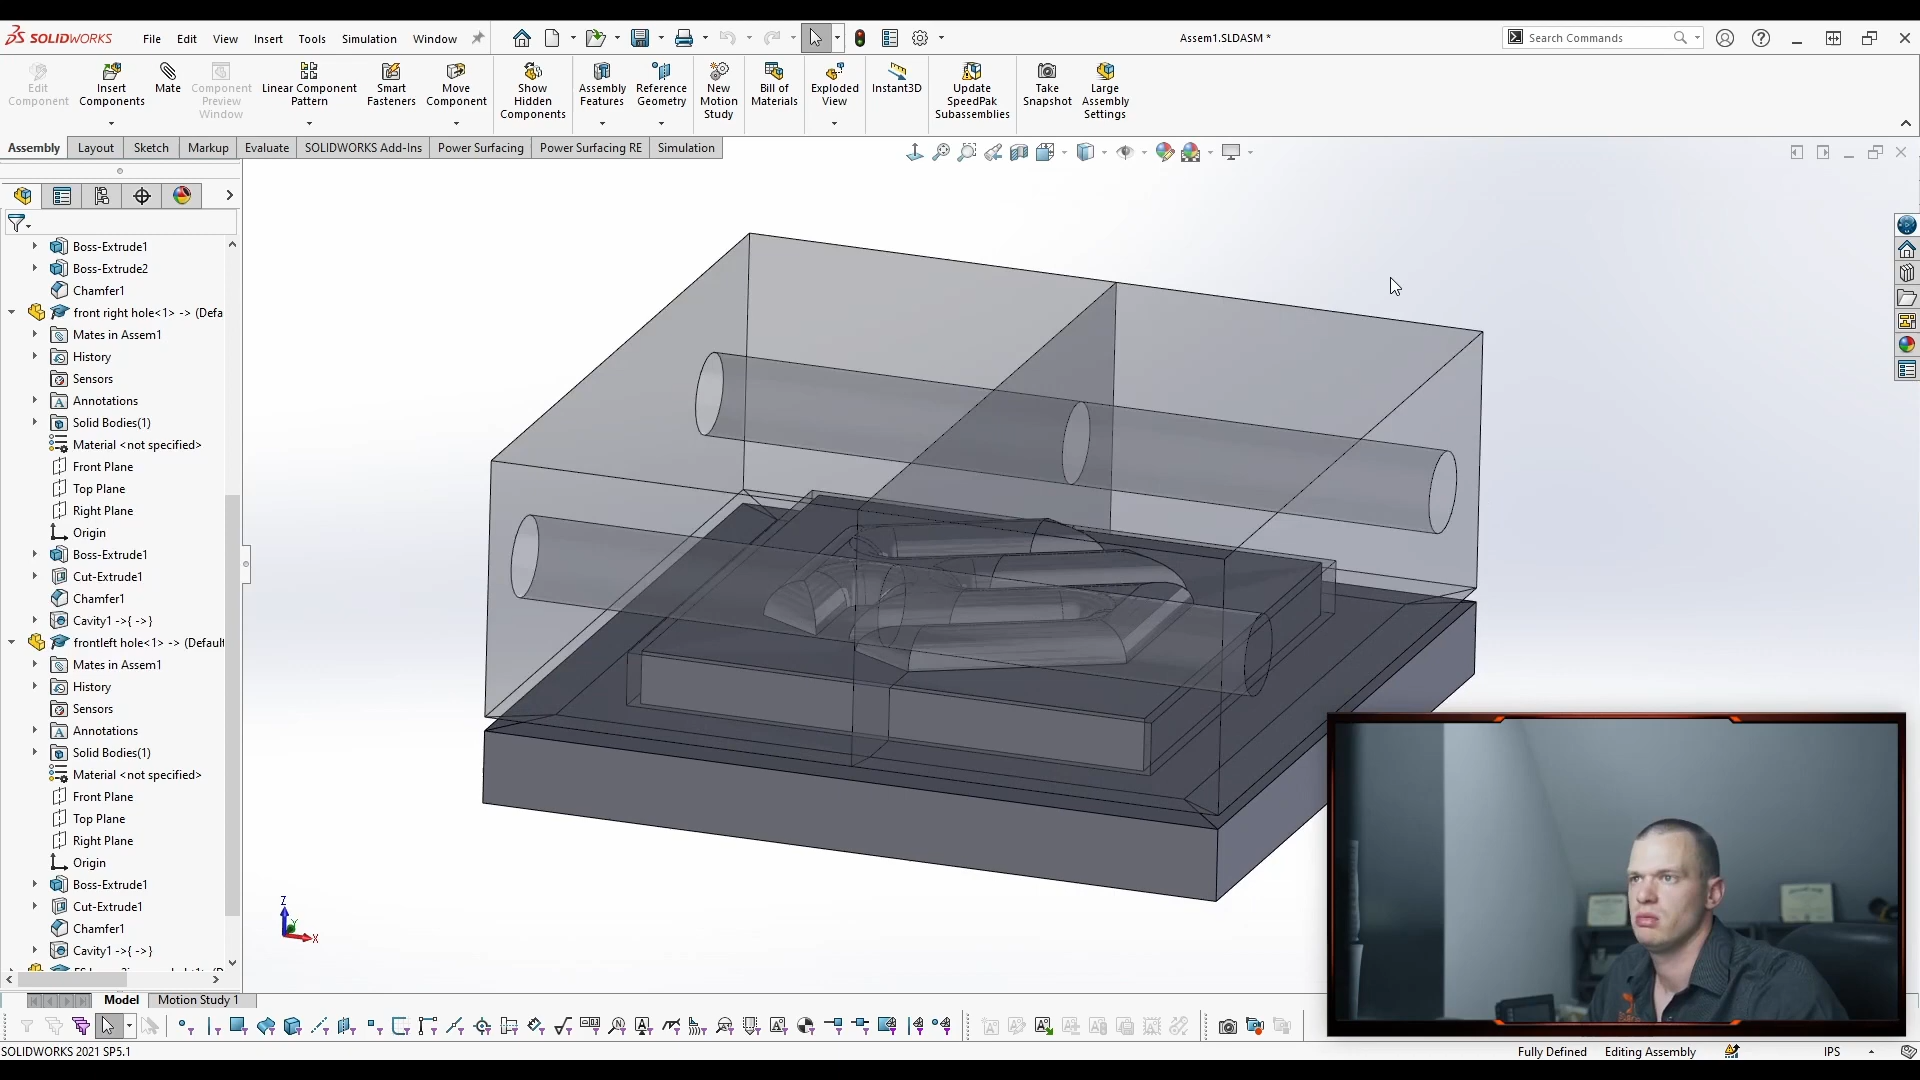 SOLIDWORKS File Edit View Insert Tools Simulation Window Assem1.SLDASM * Search Commands
Edit Component
Insert Components
Mate
Component Preview Window
Linear Component Pattern
Smart Fasteners
Move Component
Show Hidden Components
Assembly Features
Reference Geometry
New Motion Study
Bill of Materials
Exploded View
Instant3D
Update SpeedPak Subassemblies
Take Snapshot
Large Assembly Settings
Assembly Layout Sketch Markup Evaluate SOLIDWORKS Add-Ins Power Surfacing Power Surfacing RE Simulation
Boss-Extrude1
Boss-Extrude2
Chamfer1
front right hole<1> -> (Defa
Mates in Assem1
History
Sensors
Annotations
Solid Bodies(1)
Material <not specified>
Front Plane
Top Plane
Right Plane
Origin
Boss-Extrude1
Cut-Extrude1
Chamfer1
Cavity1 ->{ ->}
frontleft hole<1> -> (Default
Mates in Assem1
History
Sensors
Annotations
Solid Bodies(1)
Material <not specified>
Front Plane
Top Plane
Right Plane
Origin
Boss-Extrude1
Cut-Extrude1
Chamfer1
Cavity1 ->{ ->}
Z
Y
X
Model Motion Study 1
SOLIDWORKS 2021 SP5.1 Fully Defined Editing Assembly IPS